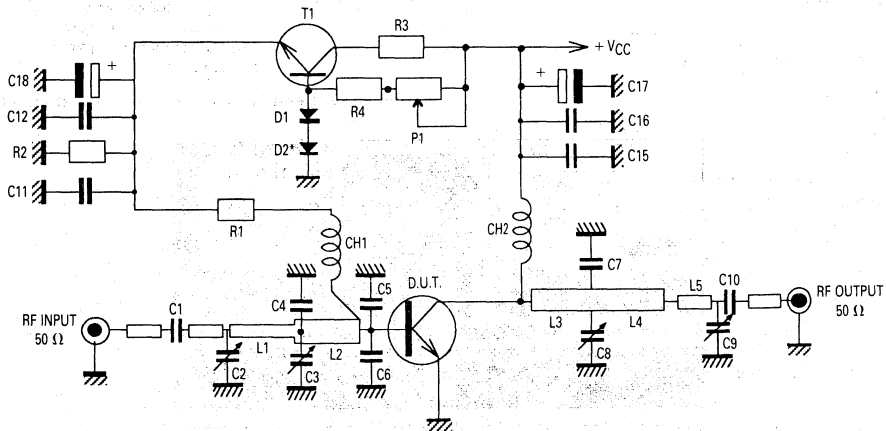 T1
R3
+ VCC
C18
+
C12
R2
C11
R4
P1
D1
D2*
+
C17
C16
C15
R1
CH1
CH2
C4
C5
D.U.T.
C7
C10
L5
RF INPUT
50 Ω
C1
L1
L2
C2
C3
C6
L3
L4
C8
C9
RF OUTPUT
50 Ω